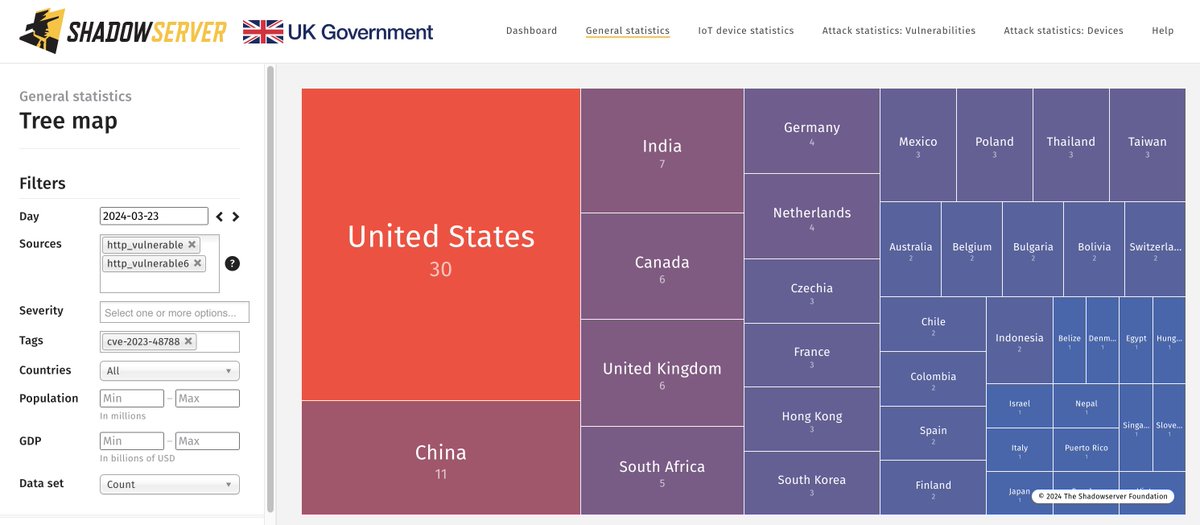 SHADOWSERVER
UK Government
Dashboard
General statistics
IoT device statistics
Attack statistics: Vulnerabilities
Attack statistics: Devices
Help
General statistics
Tree map
Filters
Day
2024-03-23
Sources
http_vulnerable
http_vulnerable6
?
Severity
Select one or more options...
Tags
cve-2023-48788
Countries
All
Population
Min
–
Max
In millions
GDP
Min
–
Max
In billions of USD
Data set
Count
United States
30
China
11
India
7
Canada
6
United Kingdom
6
South Africa
5
Germany
4
Netherlands
4
Czechia
3
France
3
Hong Kong
3
South Korea
3
Mexico
3
Poland
3
Thailand
3
Taiwan
3
Australia
2
Belgium
2
Bulgaria
2
Bolivia
2
Switzerla...
2
Chile
2
Colombia
2
Spain
2
Finland
2
Indonesia
2
Belize
1
Denm...
1
Egypt
1
Hung...
1
Israel
1
Nepal
1
Italy
1
Puerto Rico
1
Singa...
1
Slove...
1
Japan
1
© 2024 The Shadowserver Foundation